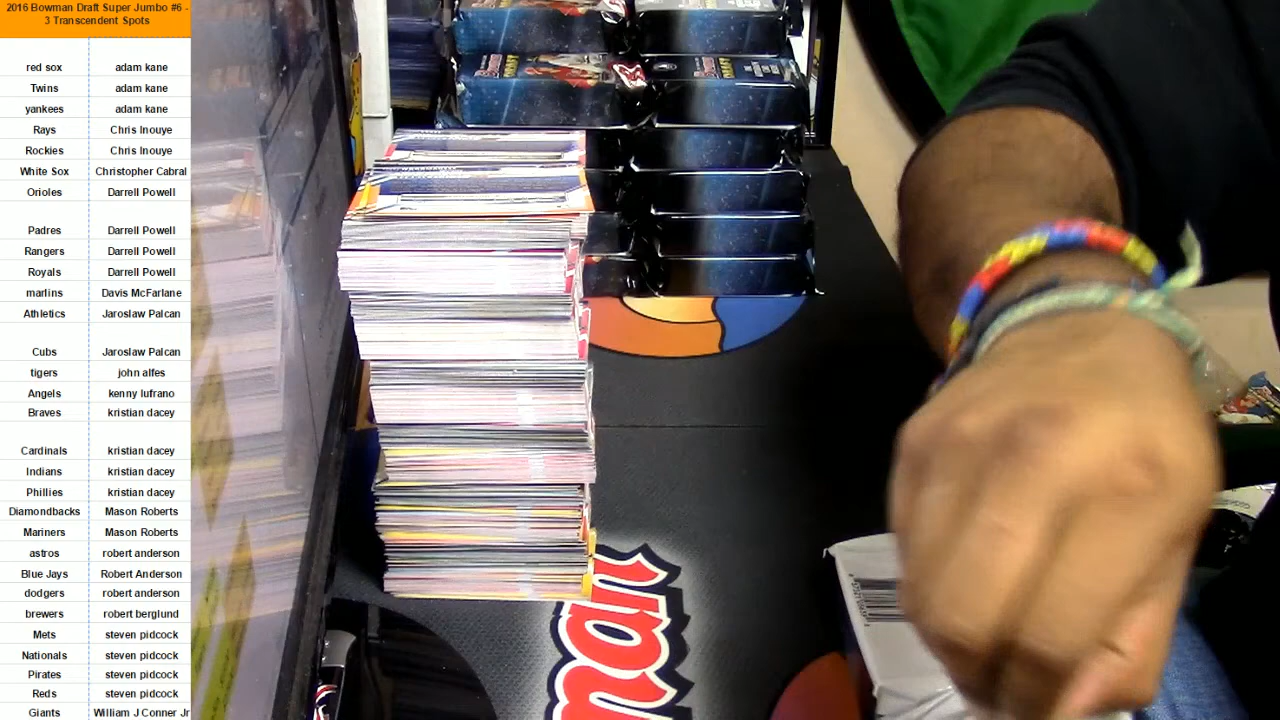 2016 Bowman Draft Super Jumbo #6 -
3 Transcendent Spots
red sox adam kane
Twins adam kane
yankees adam kane
Rays Chris Inouye
Rockies Chris Inouye
White Sox Christopher Cabral
Orioles Darrell Powell
Padres Darrell Powell
Rangers Darrell Powell
Royals Darrell Powell
marlins Davis McFarlane
Athletics Jaroslaw Palcan
Cubs Jaroslaw Palcan
tigers john alfes
Angels kenny lufrano
Braves kristian dacey
Cardinals kristian dacey
Indians kristian dacey
Phillies kristian dacey
Diamondbacks Mason Roberts
Mariners Mason Roberts
astros robert anderson
Blue Jays Robert Anderson
dodgers robert anderson
brewers robert berglund
Mets steven pidcock
Nationals steven pidcock
Pirates steven pidcock
Reds steven pidcock
Giants William J Conner Jr